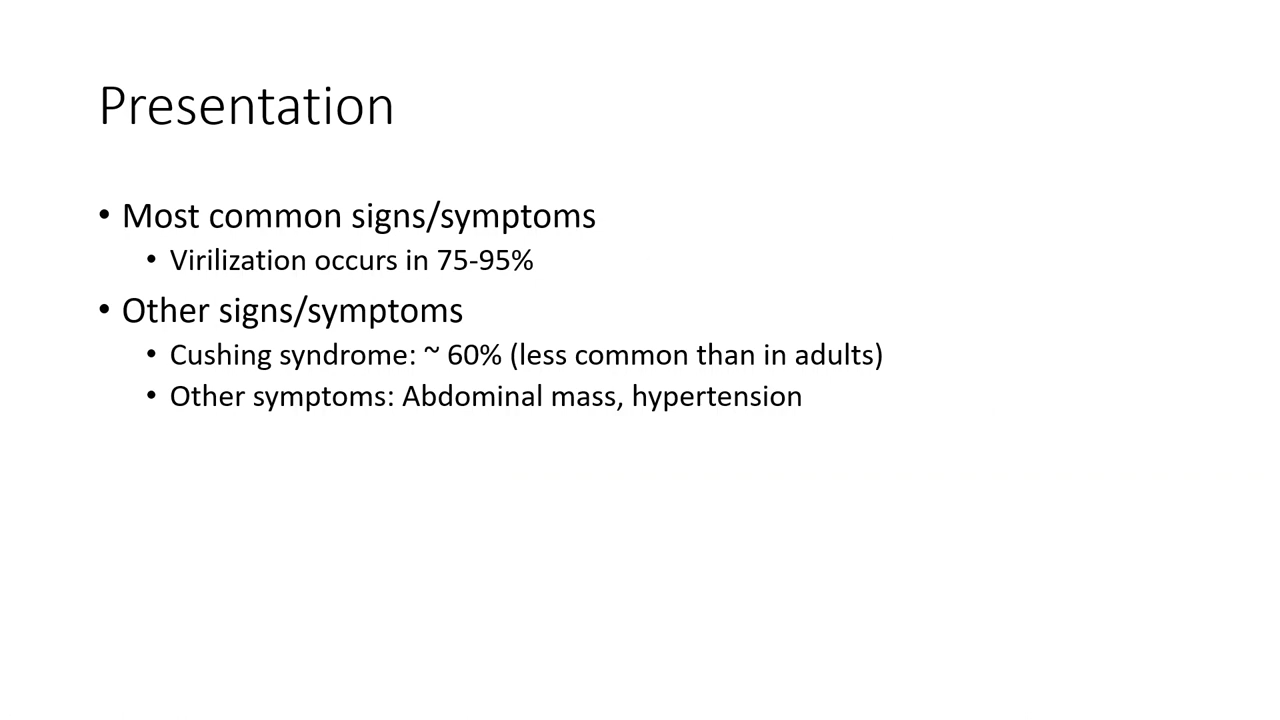 Presentation
• Most common signs/symptoms
• Virilization occurs in 75-95%
• Other signs/symptoms
• Cushing syndrome: ~ 60% (less common than in adults)
• Other symptoms: Abdominal mass, hypertension